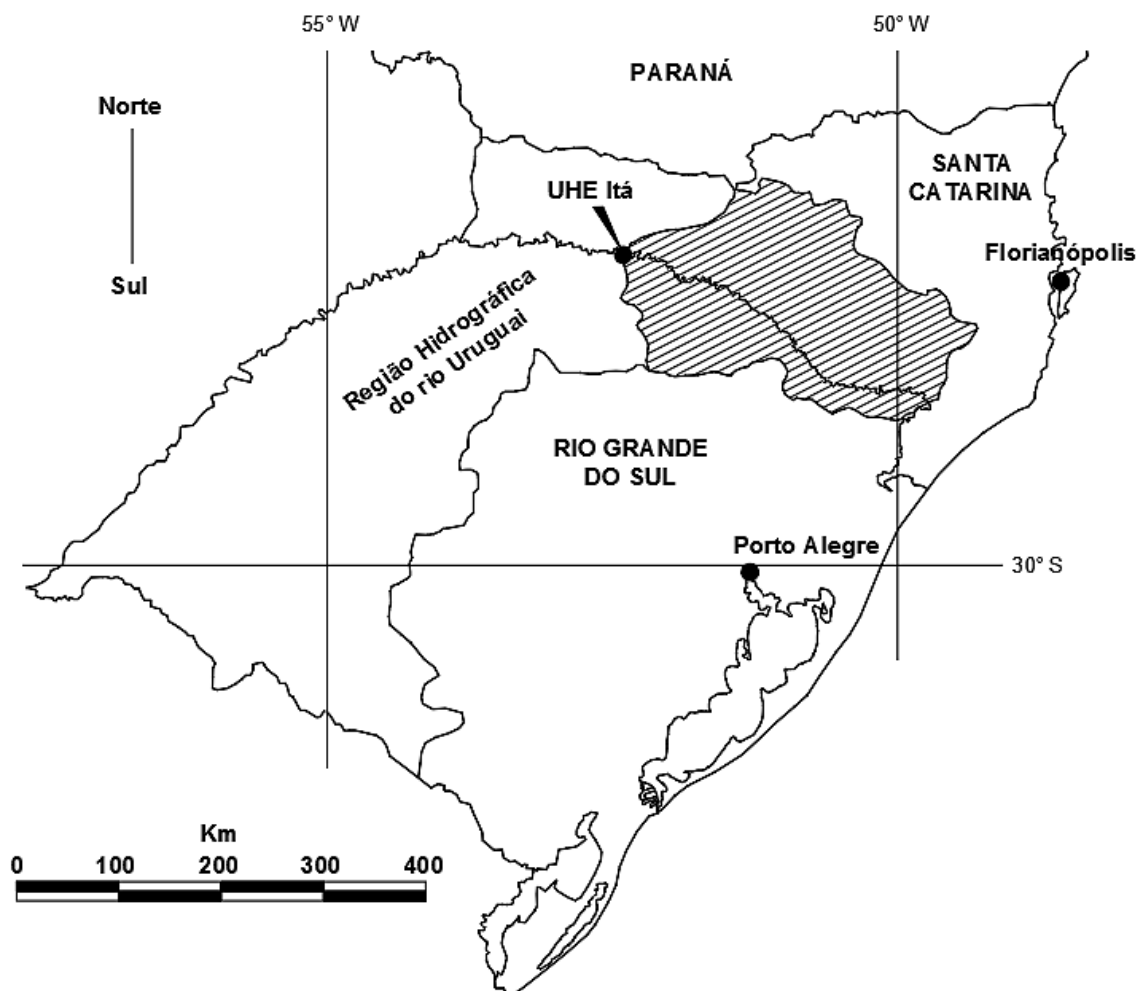 55° W
50° W
PARANÁ
Norte
SANTA
CATARINA
UHE Itá
Florianópolis
Sul
Região Hidrográfica
do rio Uruguai
RIO GRANDE
DO SUL
Porto Alegre
30° S
Km
0 100 200 300 400